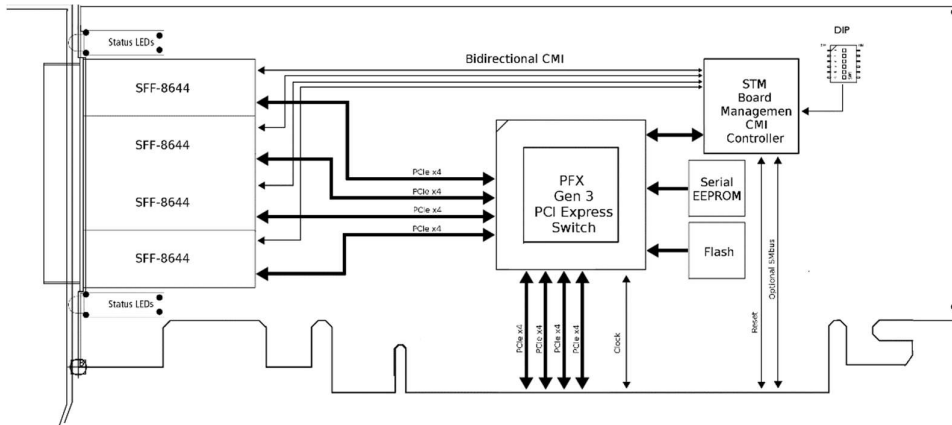 Status LEDs
DIP
Bidirectional CMI
SFF-8644
SFF-8644
SFF-8644
SFF-8644
STM
Board
Managemen
CMI
Controller
PFX
Gen 3
PCI Express
Switch
Serial
EEPROM
Flash
PCIe x4
PCIe x4
PCIe x4
PCIe x4
Status LEDs
PCIe x4
PCIe x4
PCIe x4
PCIe x4
Clock
Reset
Optional SMbus